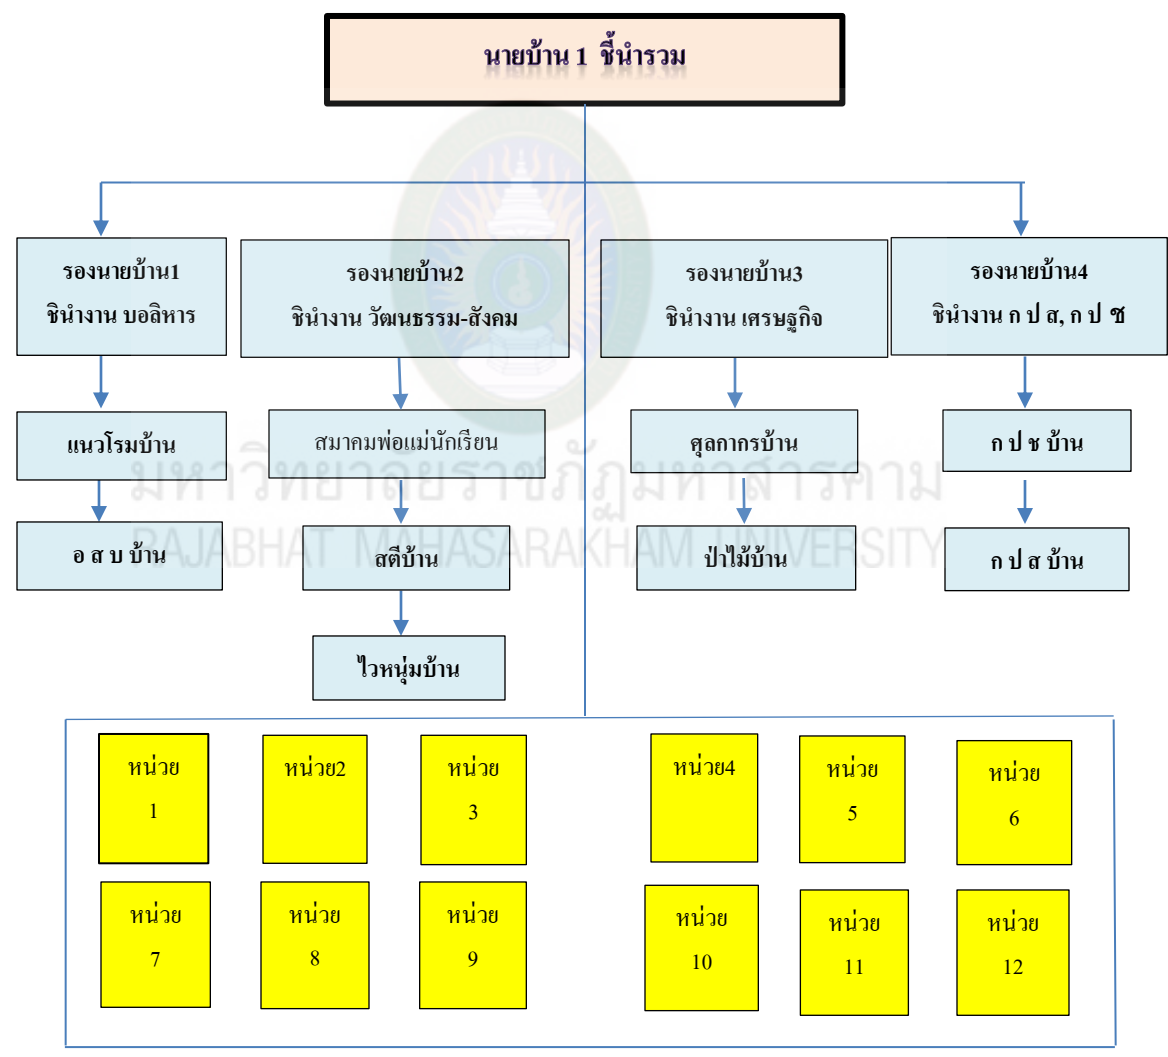 นายบ้าน 1 ชี้นำรวม
รองนายบ้าน1
ชินำงาน บอลิหาร
รองนายบ้าน2
ชินำงาน วัฒนธรรม-สังคม
รองนายบ้าน3
ชินำงาน เศรษฐกิจ
รองนายบ้าน4
ชินำงาน ก ป ส, ก ป ช
แนวโรมบ้าน
สมาคมพ่อแม่นักเรียน
ศุลกากรบ้าน
ก ป ช บ้าน
มหาวิทยาลัยราชภัฏมหาสารคาม
RAJABHAT MAHASARAKHAM UNIVERSITY
อ ส บ บ้าน
สตีบ้าน
ป่าไม้บ้าน
ก ป ส บ้าน
ไวหนุ่มบ้าน
หน่วย
1
หน่วย2
หน่วย
3
หน่วย4
หน่วย
5
หน่วย
6
หน่วย
7
หน่วย
8
หน่วย
9
หน่วย
10
หน่วย
11
หน่วย
12